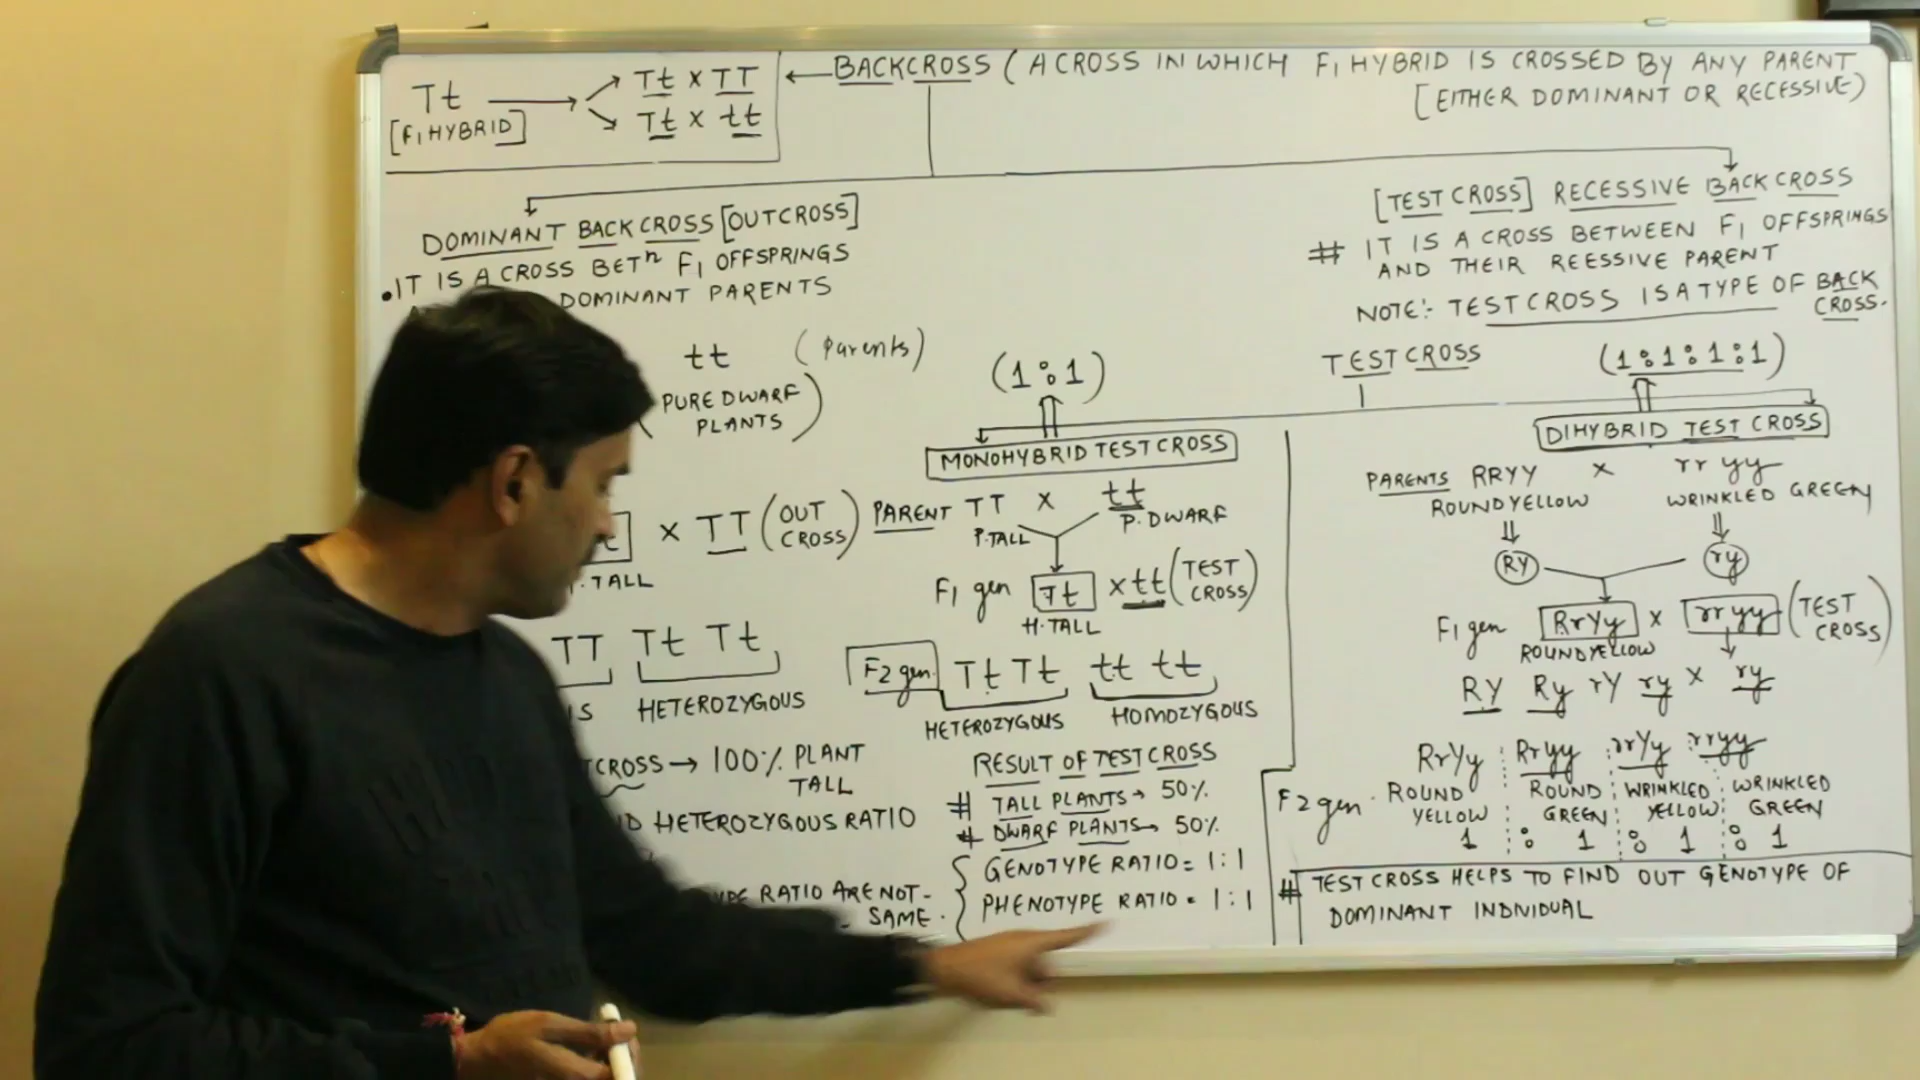 Tt
[F1 HYBRID]
Tt x TT
Tt x tt
BACKCROSS (A CROSS IN WHICH F1 HYBRID IS CROSSED BY ANY PARENT
[EITHER DOMINANT OR RECESSIVE)
DOMINANT BACK CROSS [OUTCROSS]
• IT IS A CROSS BETn F1 OFFSPRINGS
DOMINANT PARENTS
tt (Parents)
(PURE DWARF
PLANTS)
x TT (OUT
CROSS)
TALL
TT Tt Tt
HETEROZYGOUS
CROSS → 100% PLANT
TALL
HETEROZYGOUS RATIO
RATIO ARE NOT-
SAME.
[TEST CROSS] RECESSIVE BACK CROSS
# IT IS A CROSS BETWEEN F1 OFFSPRINGS
AND THEIR REESSIVE PARENT
NOTE:- TEST CROSS IS A TYPE OF BACK
CROSS.
TEST CROSS
(1:1)
MONOHYBRID TEST CROSS
PARENT TT x tt
P.TALL P.DWARF
F1 gen Tt x tt (TEST
CROSS)
H.TALL
F2 gen. Tt Tt tt tt
HETEROZYGOUS HOMOZYGOUS
RESULT OF TEST CROSS
# TALL PLANTS → 50%
# DWARF PLANTS → 50%
{ GENOTYPE RATIO = 1:1
PHENOTYPE RATIO = 1:1
(1:1:1:1)
DIHYBRID TEST CROSS
PARENTS RRYY x rr yy
ROUND YELLOW WRINKLED GREEN
RY ry
F1 gen RrYy x rryy (TEST
CROSS)
ROUND YELLOW
RY Ry rY ry x ry
RrYy Rryy rrYy rryy
F2 gen. ROUND ROUND WRINKLED WRINKLED
YELLOW GREEN YELLOW GREEN
1 : 1 : 1 : 1
# TEST CROSS HELPS TO FIND OUT GENOTYPE OF
DOMINANT INDIVIDUAL